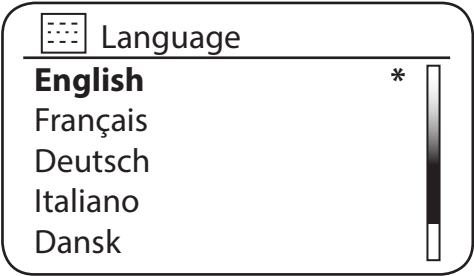 Language
English *
Français
Deutsch
Italiano
Dansk